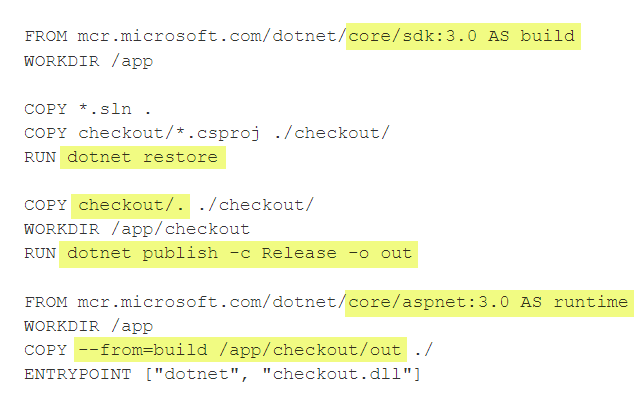 FROM mcr.microsoft.com/dotnet/core/sdk:3.0 AS build
WORKDIR /app
COPY *.sln .
COPY checkout/*.csproj ./checkout/
RUN dotnet restore
COPY checkout/. ./checkout/
WORKDIR /app/checkout
RUN dotnet publish -c Release -o out
FROM mcr.microsoft.com/dotnet/core/aspnet:3.0 AS runtime
WORKDIR /app
COPY --from=build /app/checkout/out ./
ENTRYPOINT ["dotnet", "checkout.dll"]